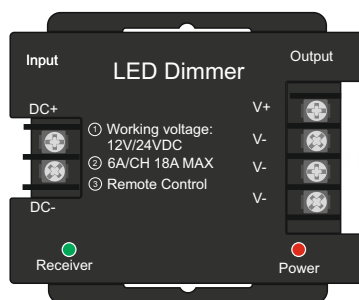 Input
Output
LED Dimmer
DC+
V+
① Working voltage:
12V/24VDC
V-
② 6A/CH 18A MAX
V-
③ Remote Control
DC-
V-
Receiver
Power